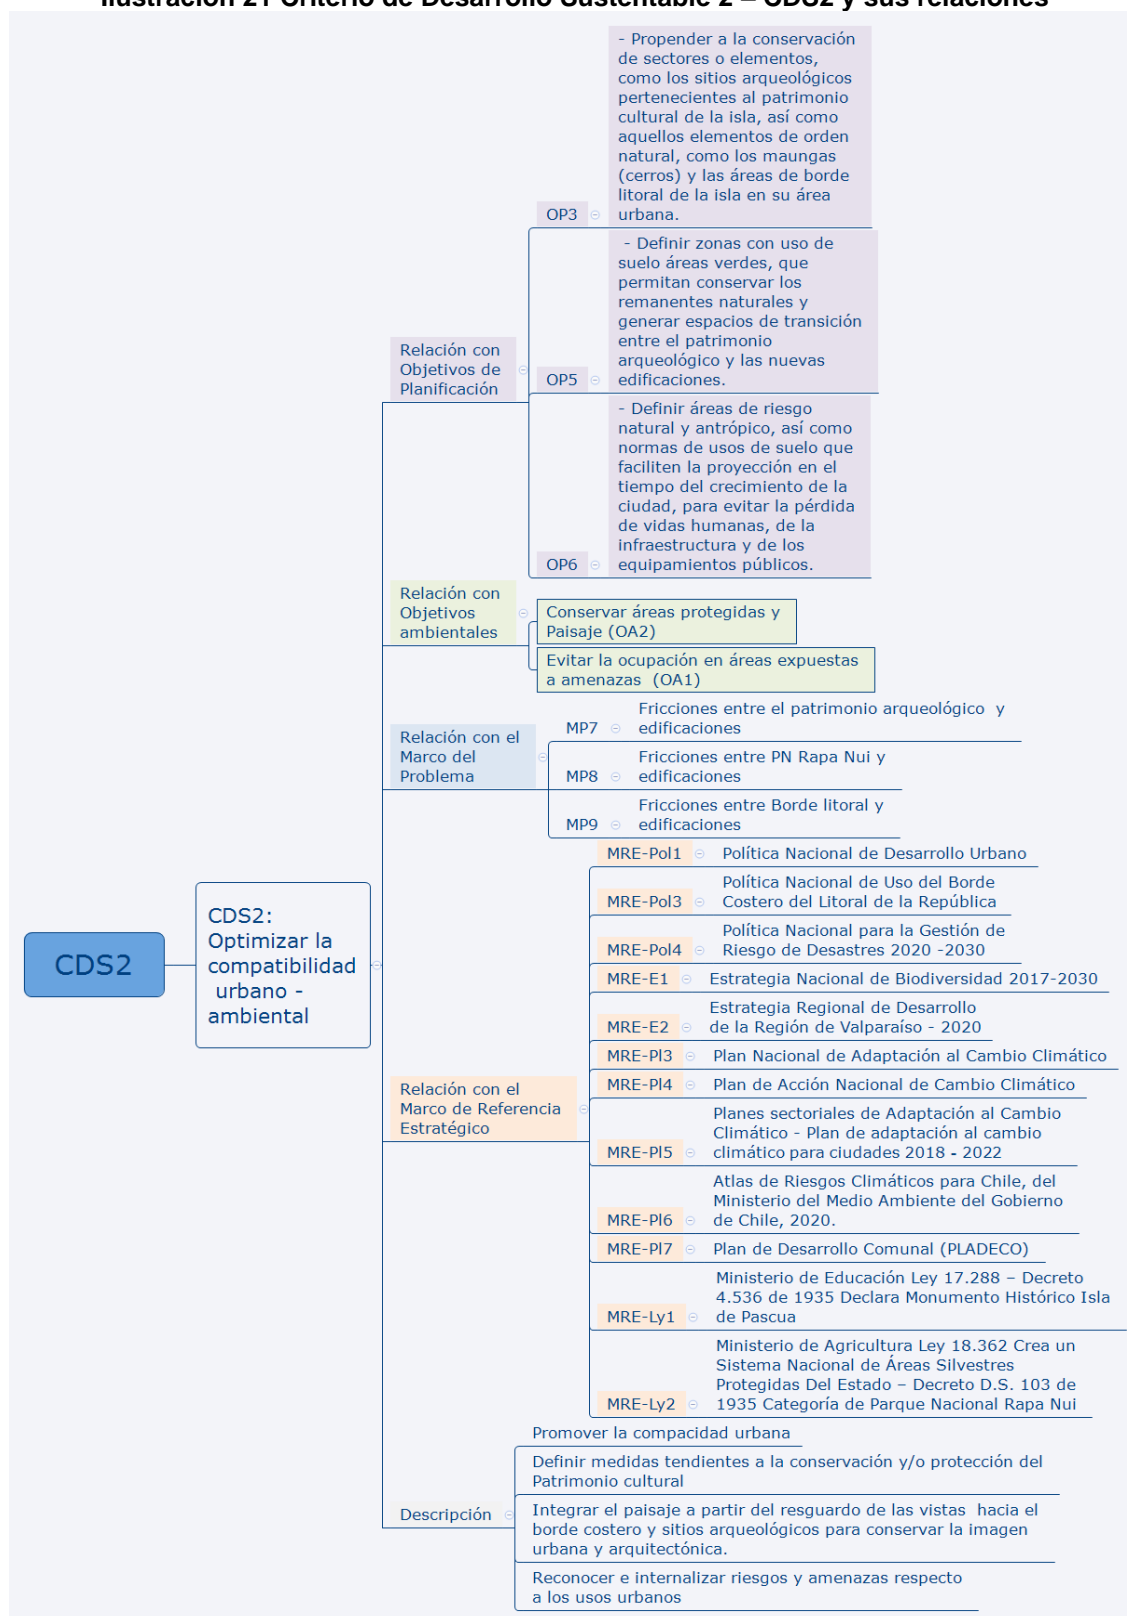 Ilustración 21 Criterio de Desarrollo Sustentable 2 – CDS2 y sus relaciones
CDS2
CDS2:
Optimizar la
compatibilidad
urbano -
ambiental
Relación con
Objetivos de
Planificación
OP3
- Propender a la conservación
de sectores o elementos,
como los sitios arqueológicos
pertenecientes al patrimonio
cultural de la isla, así como
aquellos elementos de orden
natural, como los maungas
(cerros) y las áreas de borde
litoral de la isla en su área
urbana.
OP5
- Definir zonas con uso de
suelo áreas verdes, que
permitan conservar los
remanentes naturales y
generar espacios de transición
entre el patrimonio
arqueológico y las nuevas
edificaciones.
OP6
- Definir áreas de riesgo
natural y antrópico, así como
normas de usos de suelo que
faciliten la proyección en el
tiempo del crecimiento de la
ciudad, para evitar la pérdida
de vidas humanas, de la
infraestructura y de los
equipamientos públicos.
Relación con
Objetivos
ambientales
Conservar áreas protegidas y
Paisaje (OA2)
Evitar la ocupación en áreas expuestas
a amenazas (OA1)
Relación con el
Marco del
Problema
MP7
Fricciones entre el patrimonio arqueológico y
edificaciones
MP8
Fricciones entre PN Rapa Nui y
edificaciones
MP9
Fricciones entre Borde litoral y
edificaciones
Relación con el
Marco de Referencia
Estratégico
MRE-Pol1
Política Nacional de Desarrollo Urbano
MRE-Pol3
Política Nacional de Uso del Borde
Costero del Litoral de la República
MRE-Pol4
Política Nacional para la Gestión de
Riesgo de Desastres 2020 -2030
MRE-E1
Estrategia Nacional de Biodiversidad 2017-2030
MRE-E2
Estrategia Regional de Desarrollo
de la Región de Valparaíso - 2020
MRE-Pl3
Plan Nacional de Adaptación al Cambio Climático
MRE-Pl4
Plan de Acción Nacional de Cambio Climático
MRE-Pl5
Planes sectoriales de Adaptación al Cambio
Climático - Plan de adaptación al cambio
climático para ciudades 2018 - 2022
MRE-Pl6
Atlas de Riesgos Climáticos para Chile, del
Ministerio del Medio Ambiente del Gobierno
de Chile, 2020.
MRE-Pl7
Plan de Desarrollo Comunal (PLADECO)
MRE-Ly1
Ministerio de Educación Ley 17.288 – Decreto
4.536 de 1935 Declara Monumento Histórico Isla
de Pascua
MRE-Ly2
Ministerio de Agricultura Ley 18.362 Crea un
Sistema Nacional de Áreas Silvestres
Protegidas Del Estado – Decreto D.S. 103 de
1935 Categoría de Parque Nacional Rapa Nui
Descripción
Promover la compacidad urbana
Definir medidas tendientes a la conservación y/o protección del
Patrimonio cultural
Integrar el paisaje a partir del resguardo de las vistas hacia el
borde costero y sitios arqueológicos para conservar la imagen
urbana y arquitectónica.
Reconocer e internalizar riesgos y amenazas respecto
a los usos urbanos